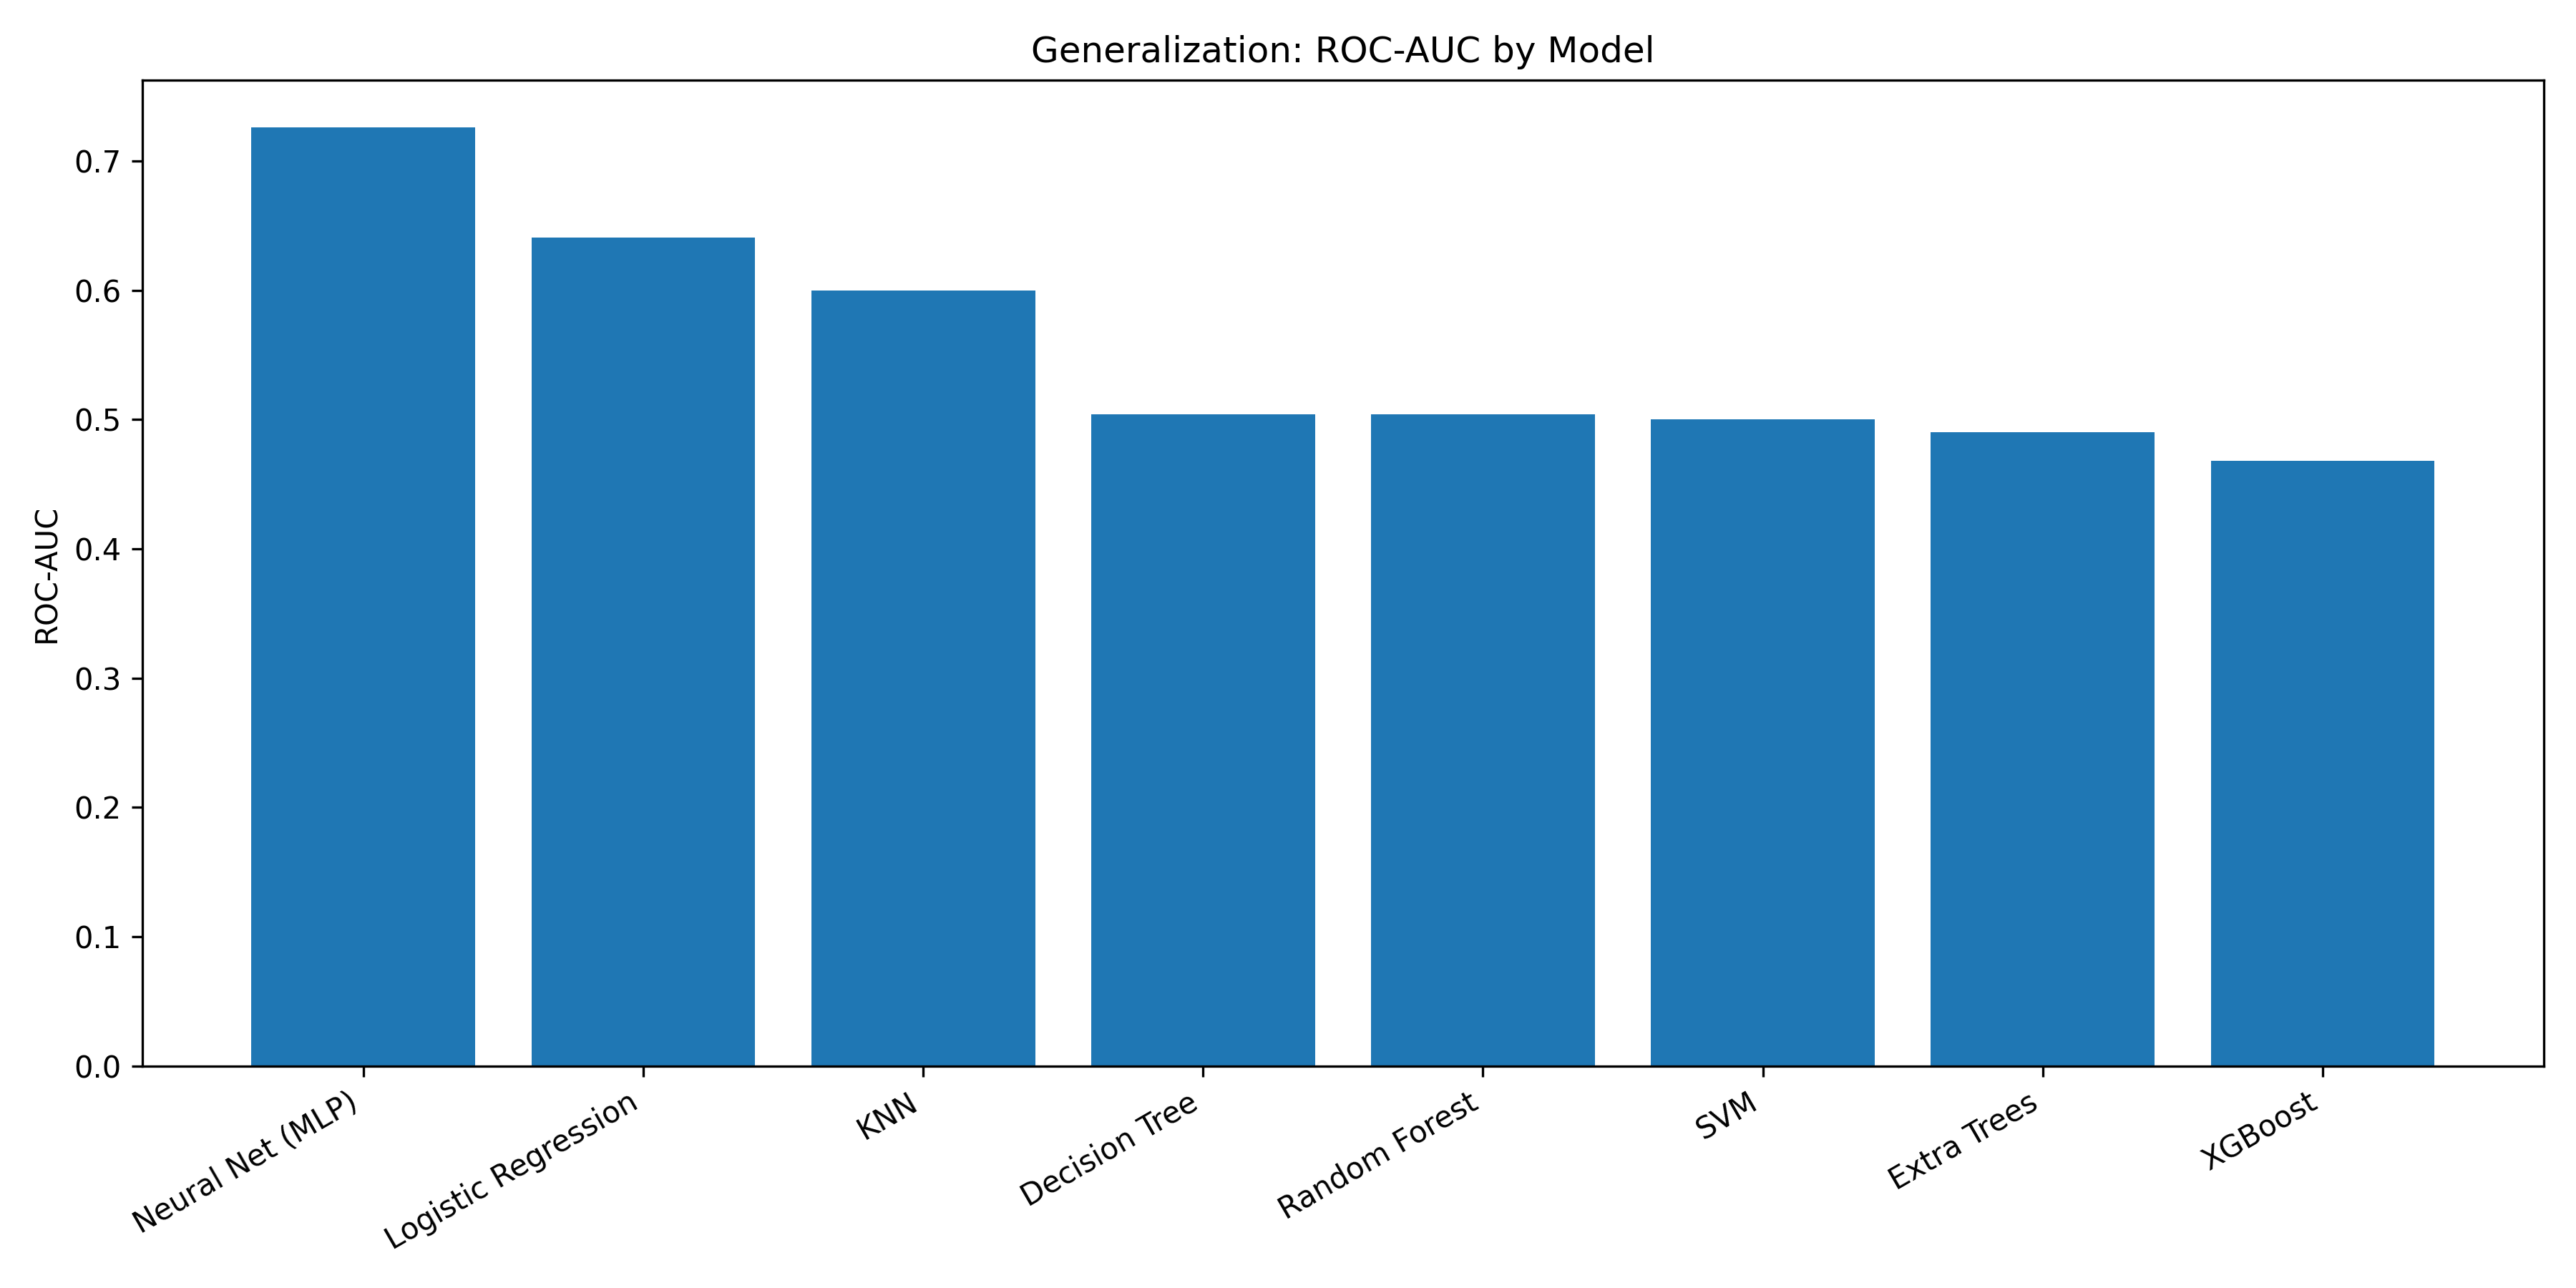 Generalization: ROC-AUC by Model
ROC-AUC
0.7
0.6
0.5
0.4
0.3
0.2
0.1
0.0
Neural Net (MLP)
Logistic Regression
KNN
Decision Tree
Random Forest
SVM
Extra Trees
XGBoost